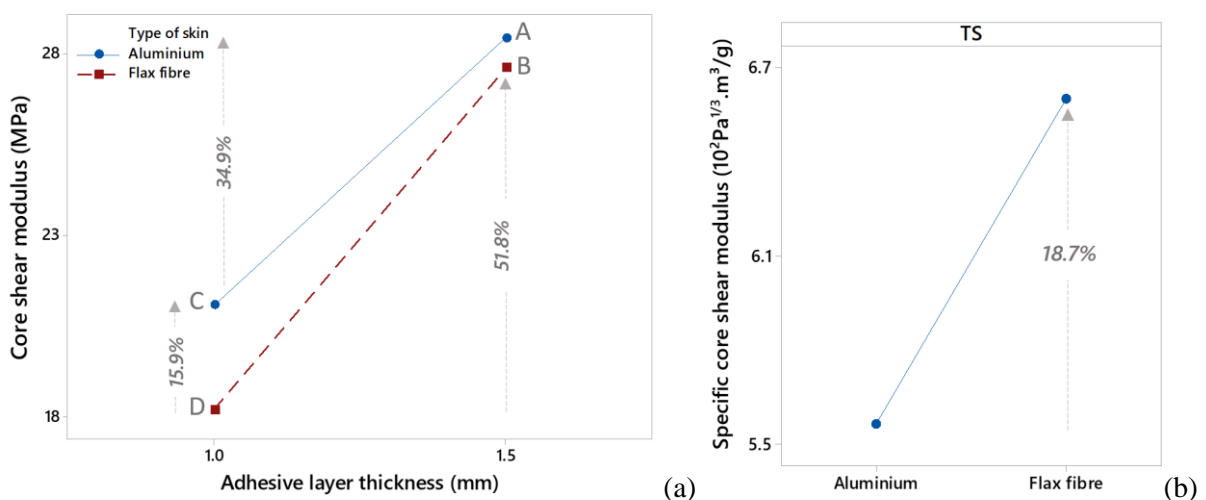 Type of skin
Aluminium
Flax fibre
Core shear modulus (MPa)
28
23
18
34.9%
15.9%
51.8%
A
B
C
D
1.0
1.5
Adhesive layer thickness (mm)
(a)
TS
Specific core shear modulus (10²Pa¹ᐟ³.m³/g)
6.7
6.1
5.5
18.7%
Aluminium
Flax fibre
(b)